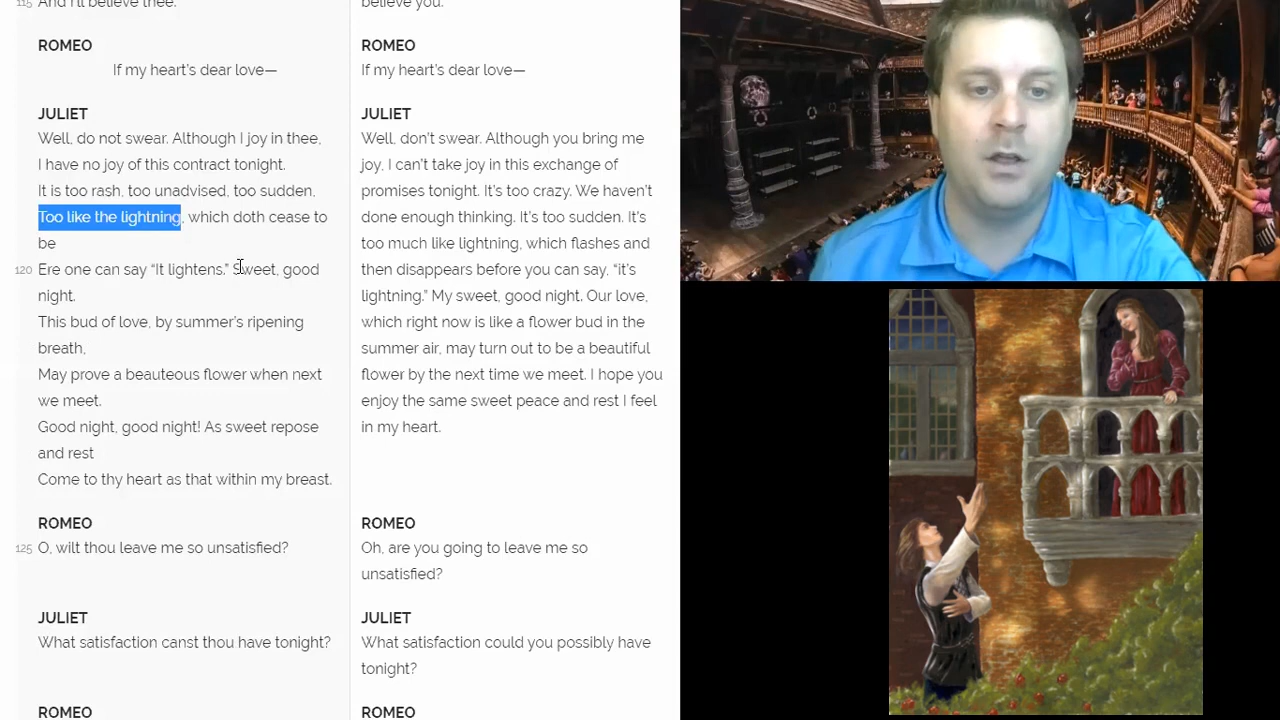 115 And I'll believe thee.
ROMEO
If my heart's dear love—
JULIET
Well, do not swear. Although I joy in thee,
I have no joy of this contract tonight.
It is too rash, too unadvised, too sudden,
Too like the lightning, which doth cease to
be
120 Ere one can say “It lightens.” Sweet, good
night.
This bud of love, by summer's ripening
breath,
May prove a beauteous flower when next
we meet.
Good night, good night! As sweet repose
and rest
Come to thy heart as that within my breast.
ROMEO
125 O, wilt thou leave me so unsatisfied?
JULIET
What satisfaction canst thou have tonight?
ROMEO
believe you.
ROMEO
If my heart's dear love—
JULIET
Well, don't swear. Although you bring me
joy, I can't take joy in this exchange of
promises tonight. It's too crazy. We haven't
done enough thinking. It's too sudden. It's
too much like lightning, which flashes and
then disappears before you can say, “it's
lightning.” My sweet, good night. Our love,
which right now is like a flower bud in the
summer air, may turn out to be a beautiful
flower by the next time we meet. I hope you
enjoy the same sweet peace and rest I feel
in my heart.
ROMEO
Oh, are you going to leave me so
unsatisfied?
JULIET
What satisfaction could you possibly have
tonight?
ROMEO